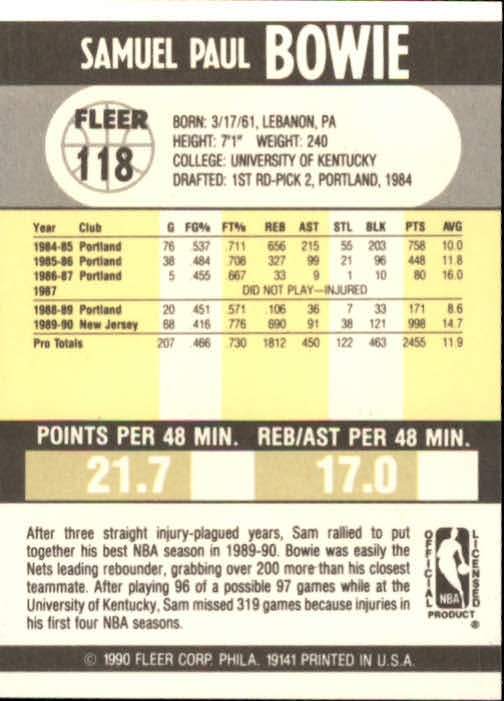 SAMUEL PAUL BOWIE
FLEER
118
BORN: 3/17/61, LEBANON, PA
HEIGHT: 7'1" WEIGHT: 240
COLLEGE: UNIVERSITY OF KENTUCKY
DRAFTED: 1ST RD-PICK 2, PORTLAND, 1984
Year Club G FG% FT% REB AST STL BLK PTS AVG
1984-85 Portland 76 .537 .711 656 215 55 203 758 10.0
1985-86 Portland 38 .484 .708 327 99 21 96 448 11.8
1986-87 Portland 5 .455 .667 33 9 1 10 80 16.0
1987 DID NOT PLAY—INJURED
1988-89 Portland 20 .451 .571 .106 36 7 33 171 8.6
1989-90 New Jersey 68 .416 .776 690 91 38 121 998 14.7
Pro Totals 207 .466 .730 1812 450 122 463 2455 11.9
POINTS PER 48 MIN. REB/AST PER 48 MIN.
21.7 17.0
After three straight injury-plagued years, Sam rallied to put
together his best NBA season in 1989-90. Bowie was easily the
Nets leading rebounder, grabbing over 200 more than his closest
teammate. After playing 96 of a possible 97 games while at the
University of Kentucky, Sam missed 319 games because injuries in
his first four NBA seasons.
OFFICIAL LICENSED
NBA
PRODUCT ®
© 1990 FLEER CORP. PHILA. 19141 PRINTED IN U.S.A.